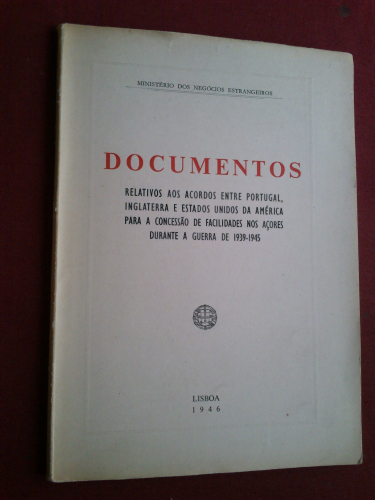 MINISTÉRIO DOS NEGÓCIOS ESTRANGEIROS
DOCUMENTOS
RELATIVOS AOS ACORDOS ENTRE PORTUGAL,
INGLATERRA E ESTADOS UNIDOS DA AMÉRICA
PARA A CONCESSÃO DE FACILIDADES NOS AÇORES
DURANTE A GUERRA DE 1939-1945
LISBOA
1946